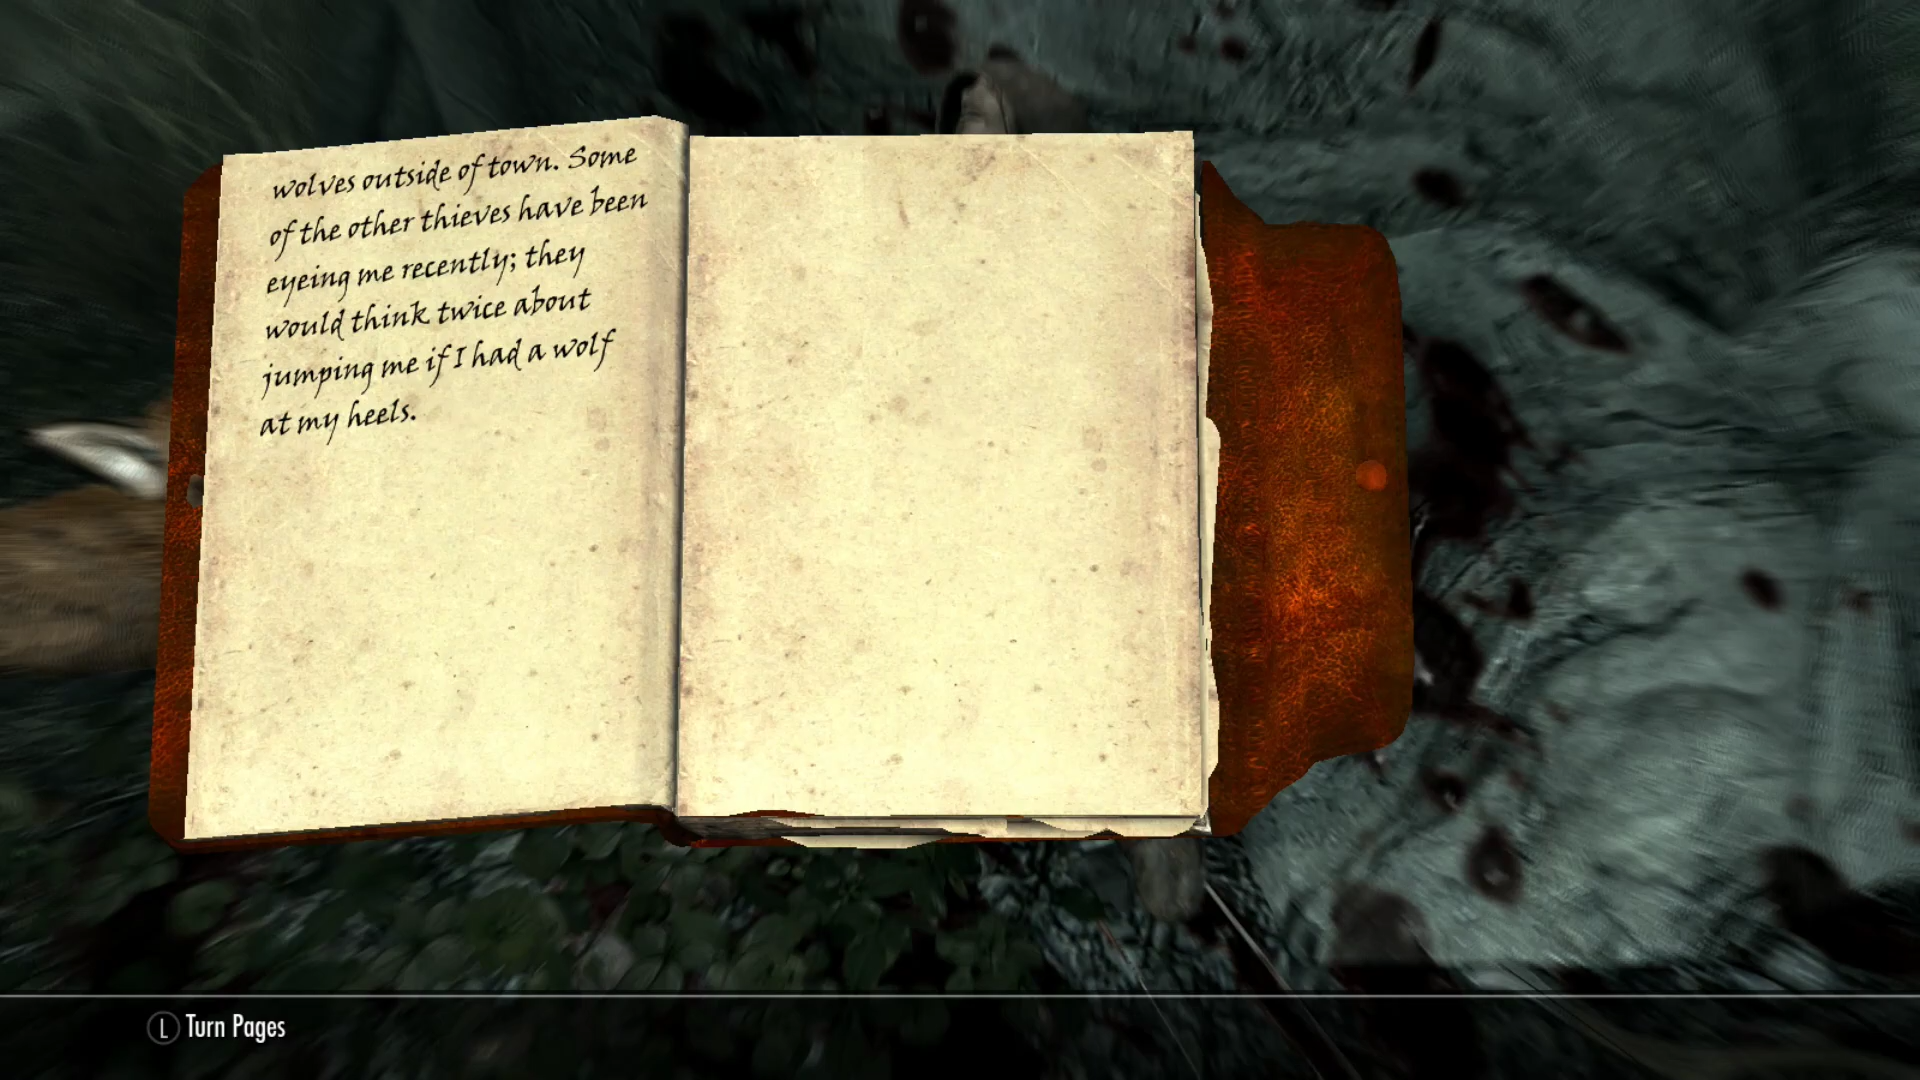 wolves outside of town. Some
of the other thieves have been
eyeing me recently; they
would think twice about
jumping me if I had a wolf
at my heels.
L Turn Pages